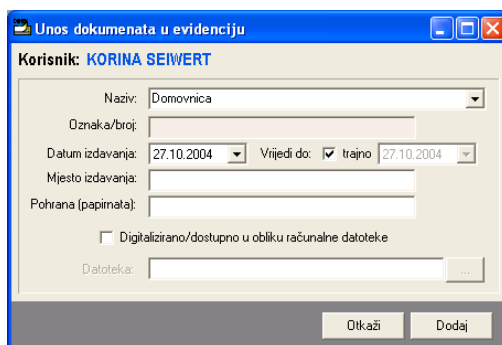 Unos dokumenata u evidenciju
Korisnik: KORINA SEIWERT
Naziv: Domovnica
Oznaka/broj:
Datum izdavanja: 27.10.2004 Vrijedi do: trajno 27.10.2004
Mjesto izdavanja:
Pohrana (papirnata):
Digitalizirano/dostupno u obliku računalne datoteke
Datoteka: ...
Otkaži Dodaj